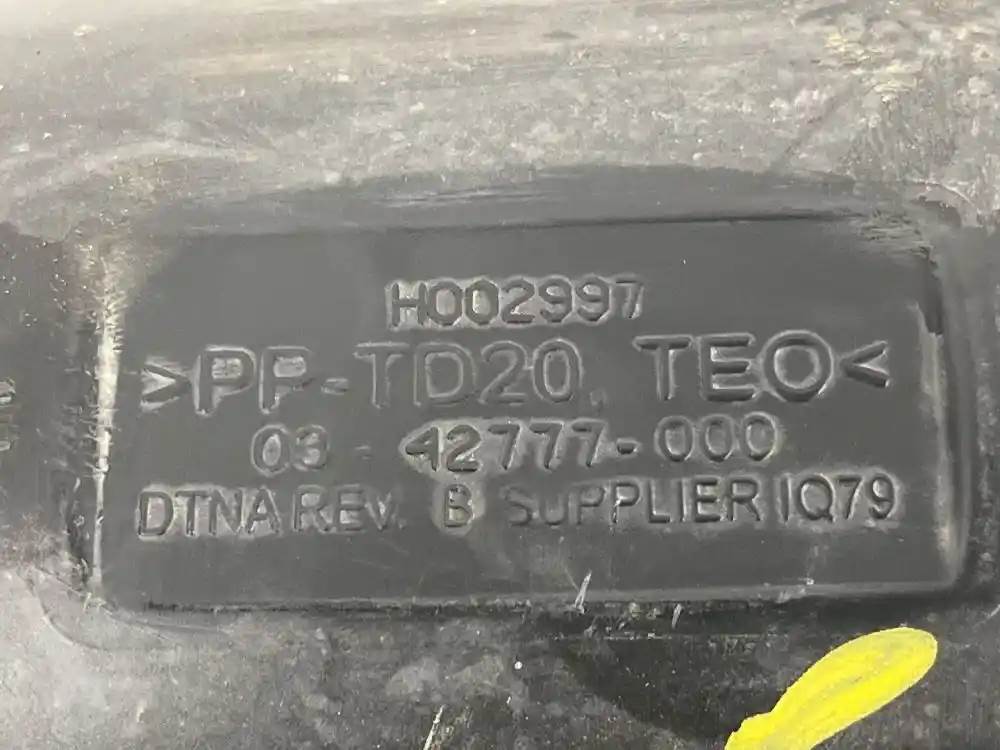 H002997
>PP-TD20, TEO<
03-42777-000
DTNA REV. B SUPPLIER IQ79